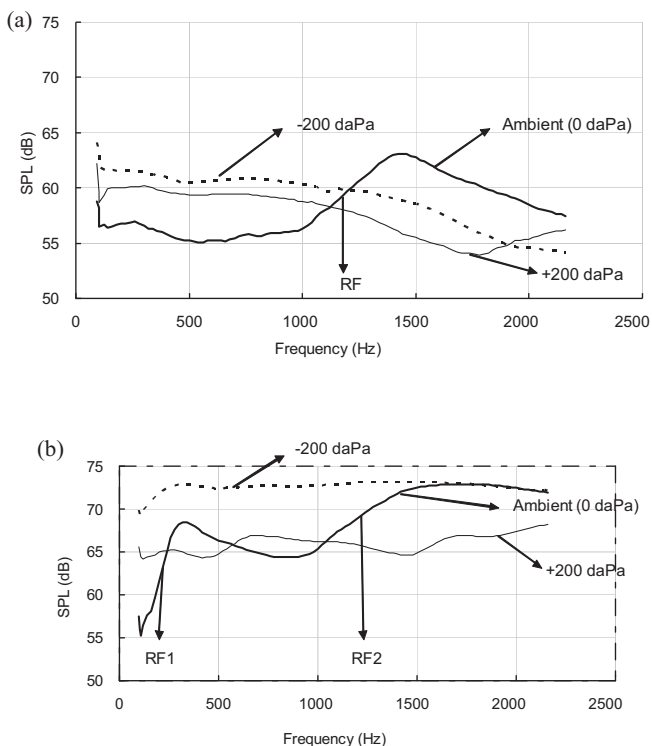 (a)
75
70
65
60
55
50
SPL (dB)
-200 daPa
Ambient (0 daPa)
RF
+200 daPa
0 500 1000 1500 2000 2500
Frequency (Hz)
(b)
75
70
65
60
55
50
SPL (dB)
-200 daPa
Ambient (0 daPa)
+200 daPa
RF1
RF2
0 500 1000 1500 2000 2500
Frequency (Hz)